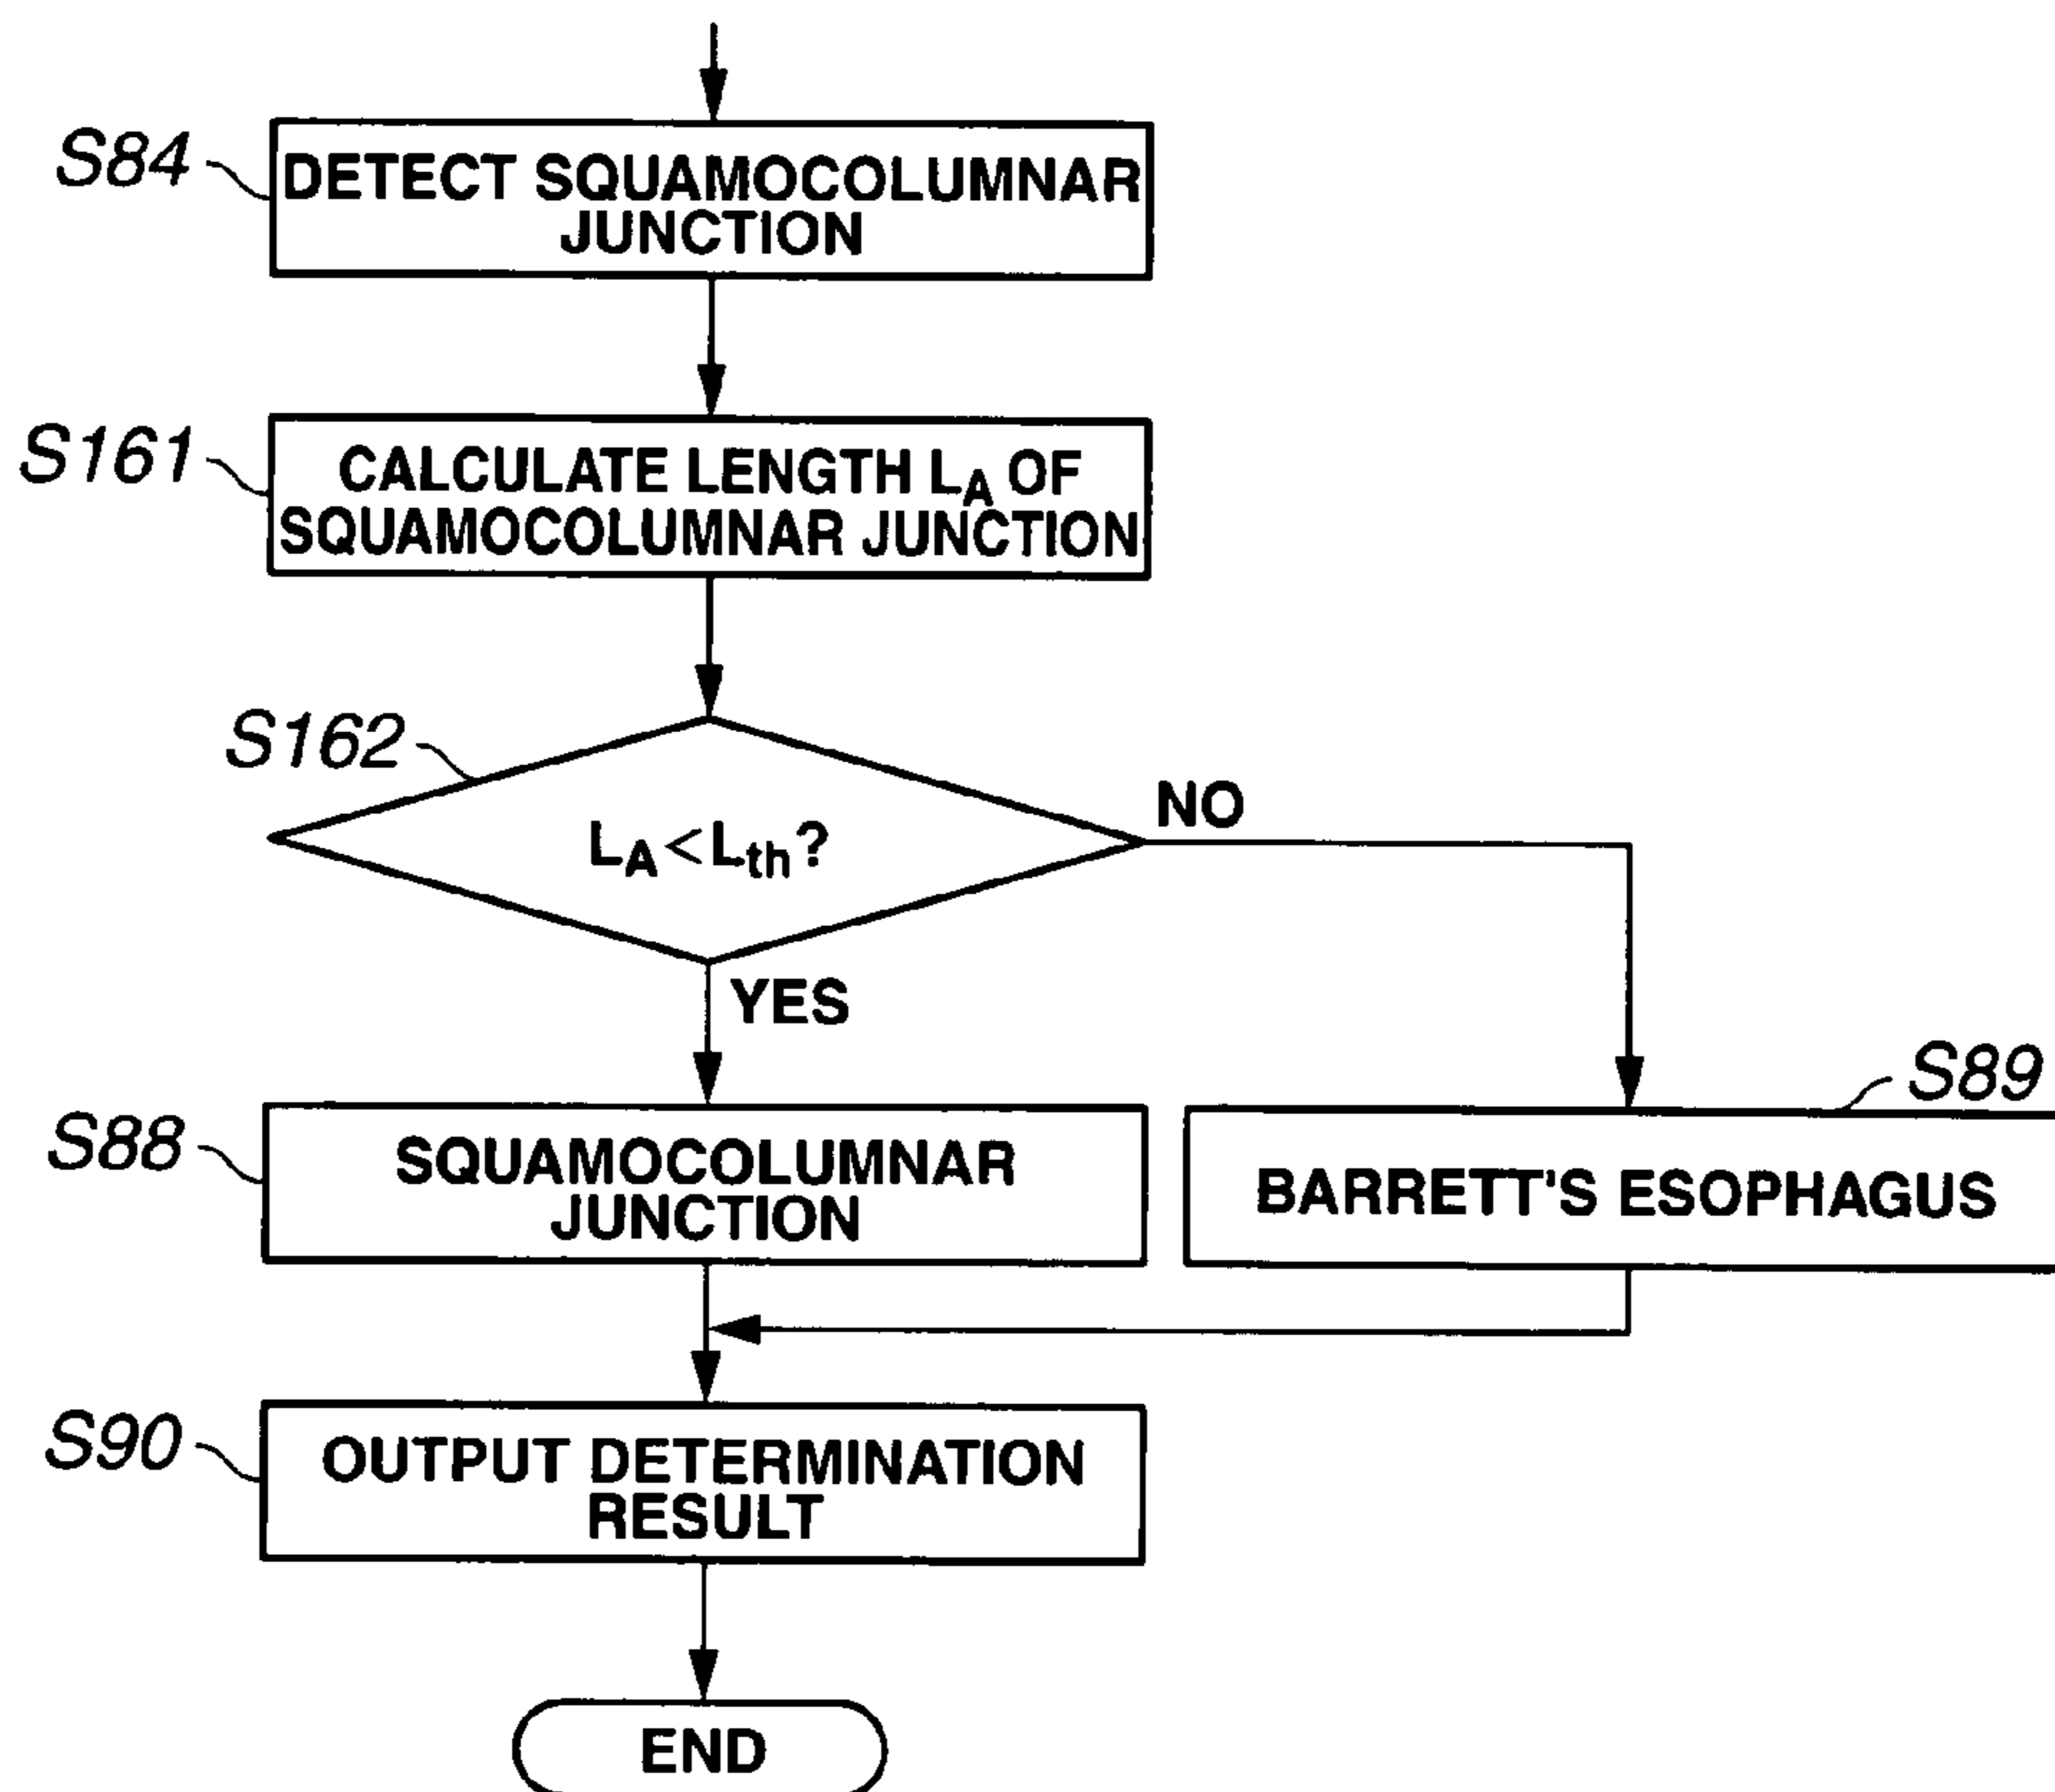 S84
DETECT SQUAMOCOLUMNAR
JUNCTION
S161
CALCULATE LENGTH LA OF
SQUAMOCOLUMNAR JUNCTION
S162
LA<Lth?
NO
YES
S88
SQUAMOCOLUMNAR
JUNCTION
S89
BARRETT'S ESOPHAGUS
S90
OUTPUT DETERMINATION
RESULT
END